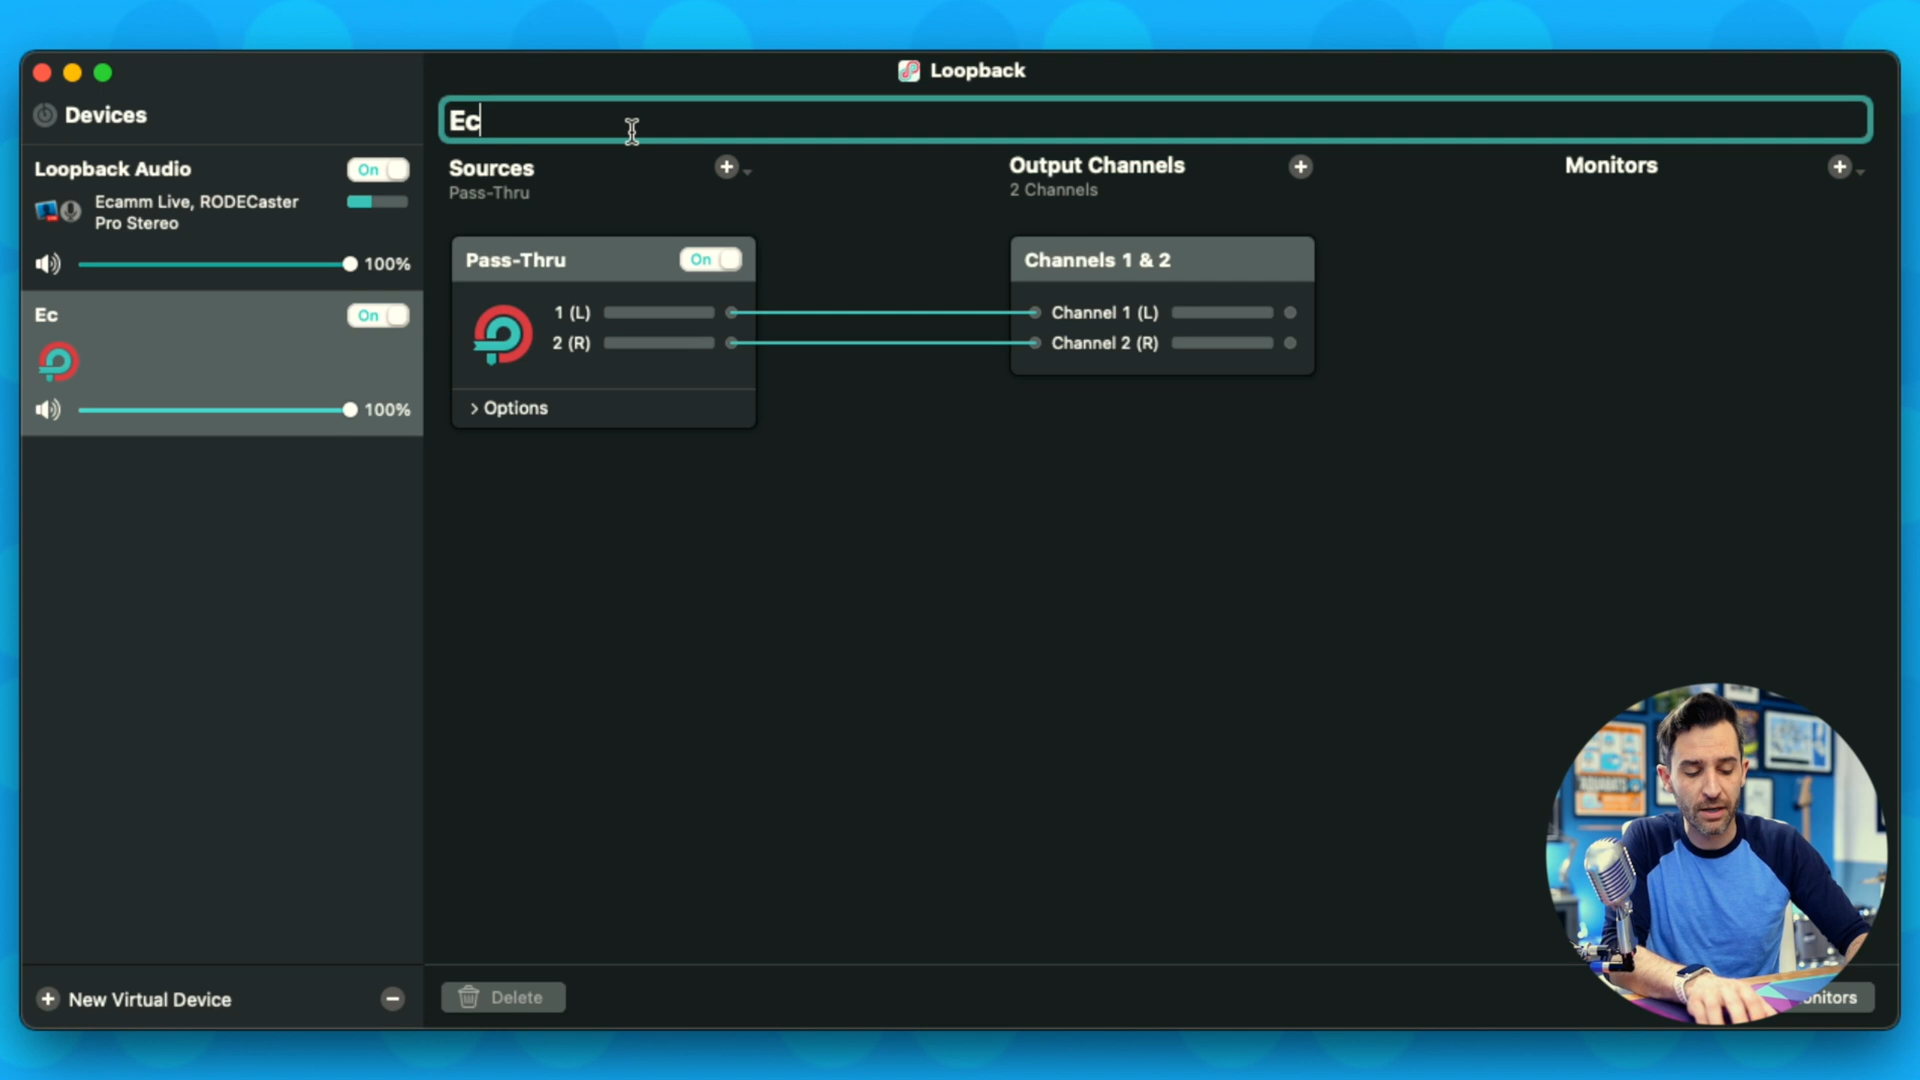 Loopback
Devices
Ec
Loopback Audio
On
Ecamm Live, RODECaster
Pro Stereo
100%
Ec
On
100%
Sources
Pass-Thru
Output Channels
2 Channels
Monitors
Pass-Thru
On
1 (L)
2 (R)
Options
Channels 1 & 2
Channel 1 (L)
Channel 2 (R)
New Virtual Device
Delete
onitors